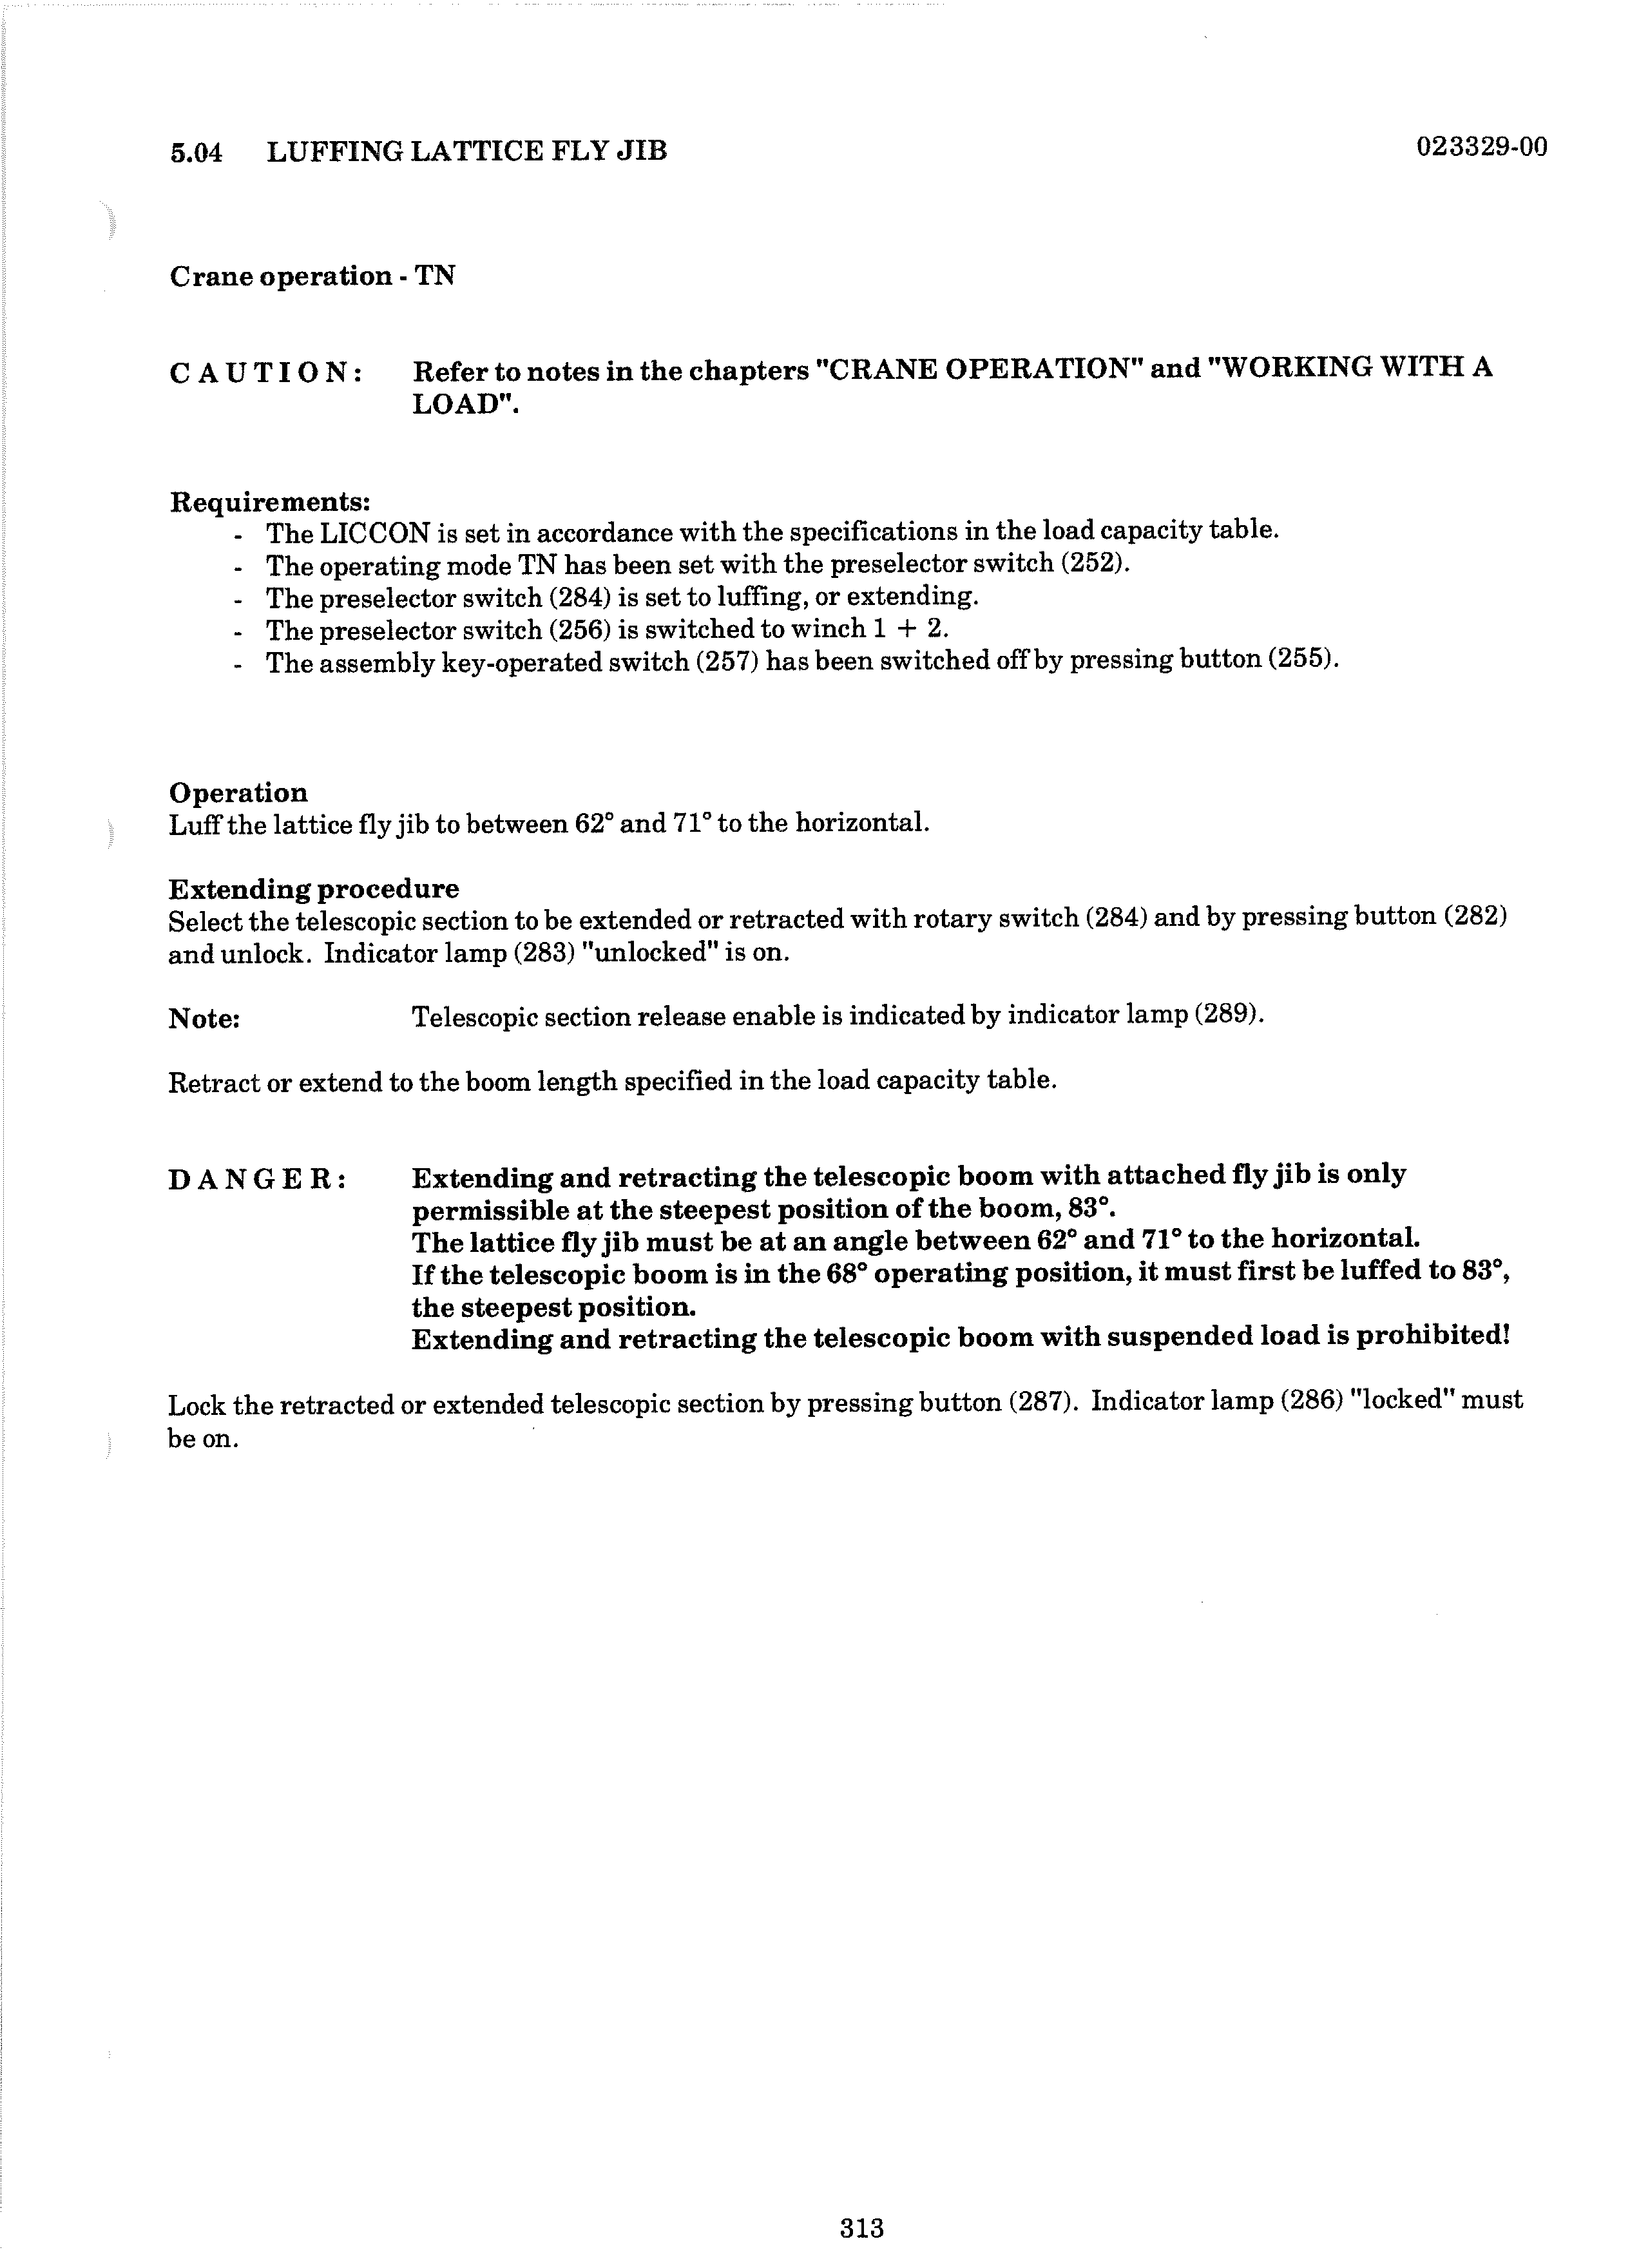 5.04 LUFFING LATTICE FLY JIB 023329-00
Crane operation - TN
C A U T I O N : Refer to notes in the chapters "CRANE OPERATION" and "WORKING WITH A
LOAD".
Requirements:
- The LICCON is set in accordance with the specifications in the load capacity table.
- The operating mode TN has been set with the preselector switch (252).
- The preselector switch (284) is set to luffing, or extending.
- The preselector switch (256) is switched to winch 1 + 2.
- The assembly key-operated switch (257) has been switched off by pressing button (255).
Operation
Luff the lattice fly jib to between 62° and 71° to the horizontal.
Extending procedure
Select the telescopic section to be extended or retracted with rotary switch (284) and by pressing button (282)
and unlock. Indicator lamp (283) "unlocked" is on.
Note: Telescopic section release enable is indicated by indicator lamp (289).
Retract or extend to the boom length specified in the load capacity table.
D A N G E R : Extending and retracting the telescopic boom with attached fly jib is only
permissible at the steepest position of the boom, 83°.
The lattice fly jib must be at an angle between 62° and 71° to the horizontal.
If the telescopic boom is in the 68° operating position, it must first be luffed to 83°,
the steepest position.
Extending and retracting the telescopic boom with suspended load is prohibited!
Lock the retracted or extended telescopic section by pressing button (287). Indicator lamp (286) "locked" must
be on.
313